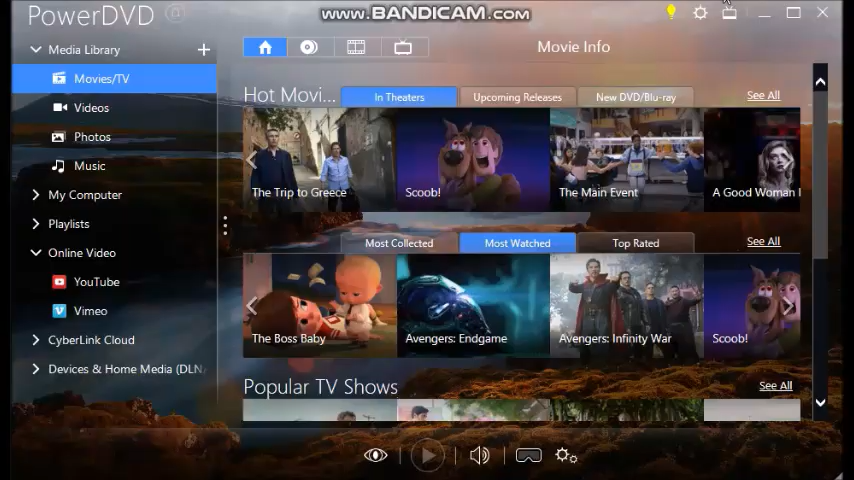 PowerDVD
www.BANDICAM.com
Media Library
Movies/TV
Videos
Photos
Music
My Computer
Playlists
Online Video
YouTube
Vimeo
CyberLink Cloud
Devices & Home Media (DLN
Movie Info
Hot Movi...
In Theaters
Upcoming Releases
New DVD/Blu-ray
See All
The Trip to Greece
Scoob!
The Main Event
A Good Woman I
Most Collected
Most Watched
Top Rated
See All
The Boss Baby
Avengers: Endgame
Avengers: Infinity War
Scoob!
Popular TV Shows
See All